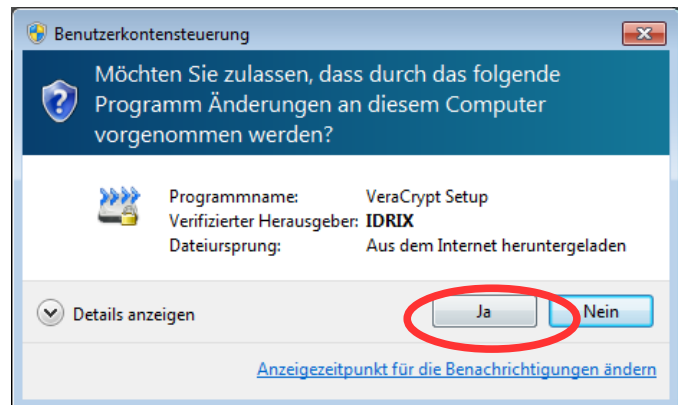 Benutzerkontensteuerung
Möchten Sie zulassen, dass durch das folgende
Programm Änderungen an diesem Computer
vorgenommen werden?
Programmname: VeraCrypt Setup
Verifizierter Herausgeber: IDRIX
Dateiursprung: Aus dem Internet heruntergeladen
Details anzeigen Ja Nein
Anzeigezeitpunkt für die Benachrichtigungen ändern